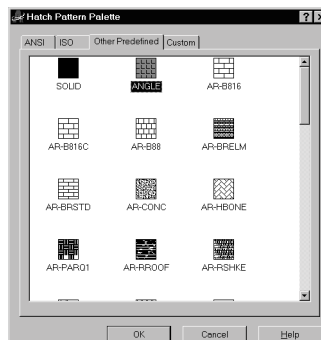 Hatch Pattern Palette
ANSI ISO Other Predefined Custom
SOLID ANGLE AR-B816
AR-B816C AR-B88 AR-BRELM
AR-BRSTD AR-CONC AR-HBONE
AR-PARQ1 AR-RROOF AR-RSHKE
OK Cancel Help